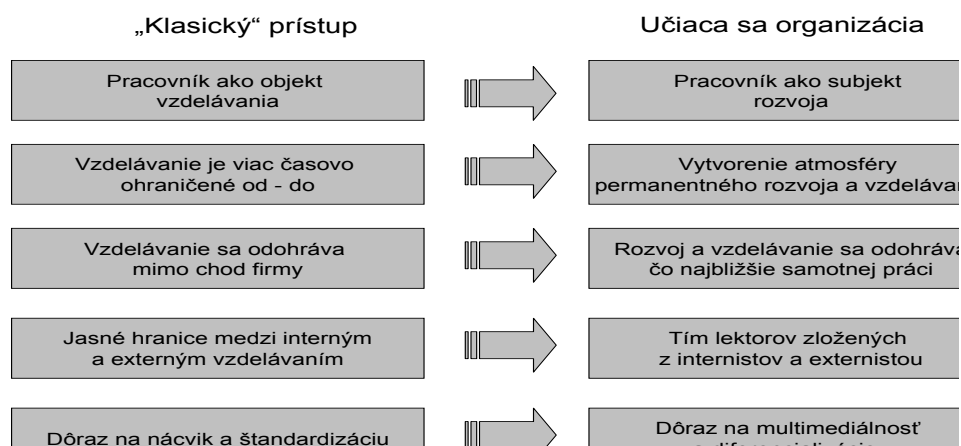 „Klasický“ prístup
Učiaca sa organizácia
Pracovník ako objekt
vzdelávania
Pracovník ako subjekt
rozvoja
Vzdelávanie je viac časovo
ohraničené od - do
Vytvorenie atmosféry
permanentného rozvoja a
Vzdelávanie sa odohráva
mimo chod firmy
Rozvoj a vzdelávanie sa odohráva
čo najbližšie samotnej práci
Jasné hranice medzi interným
a externým vzdelávaním
Tím lektorov zložených
z internistov a externistou
Dôraz na nácvik a štandardizáciu
Dôraz na multimediálnosť